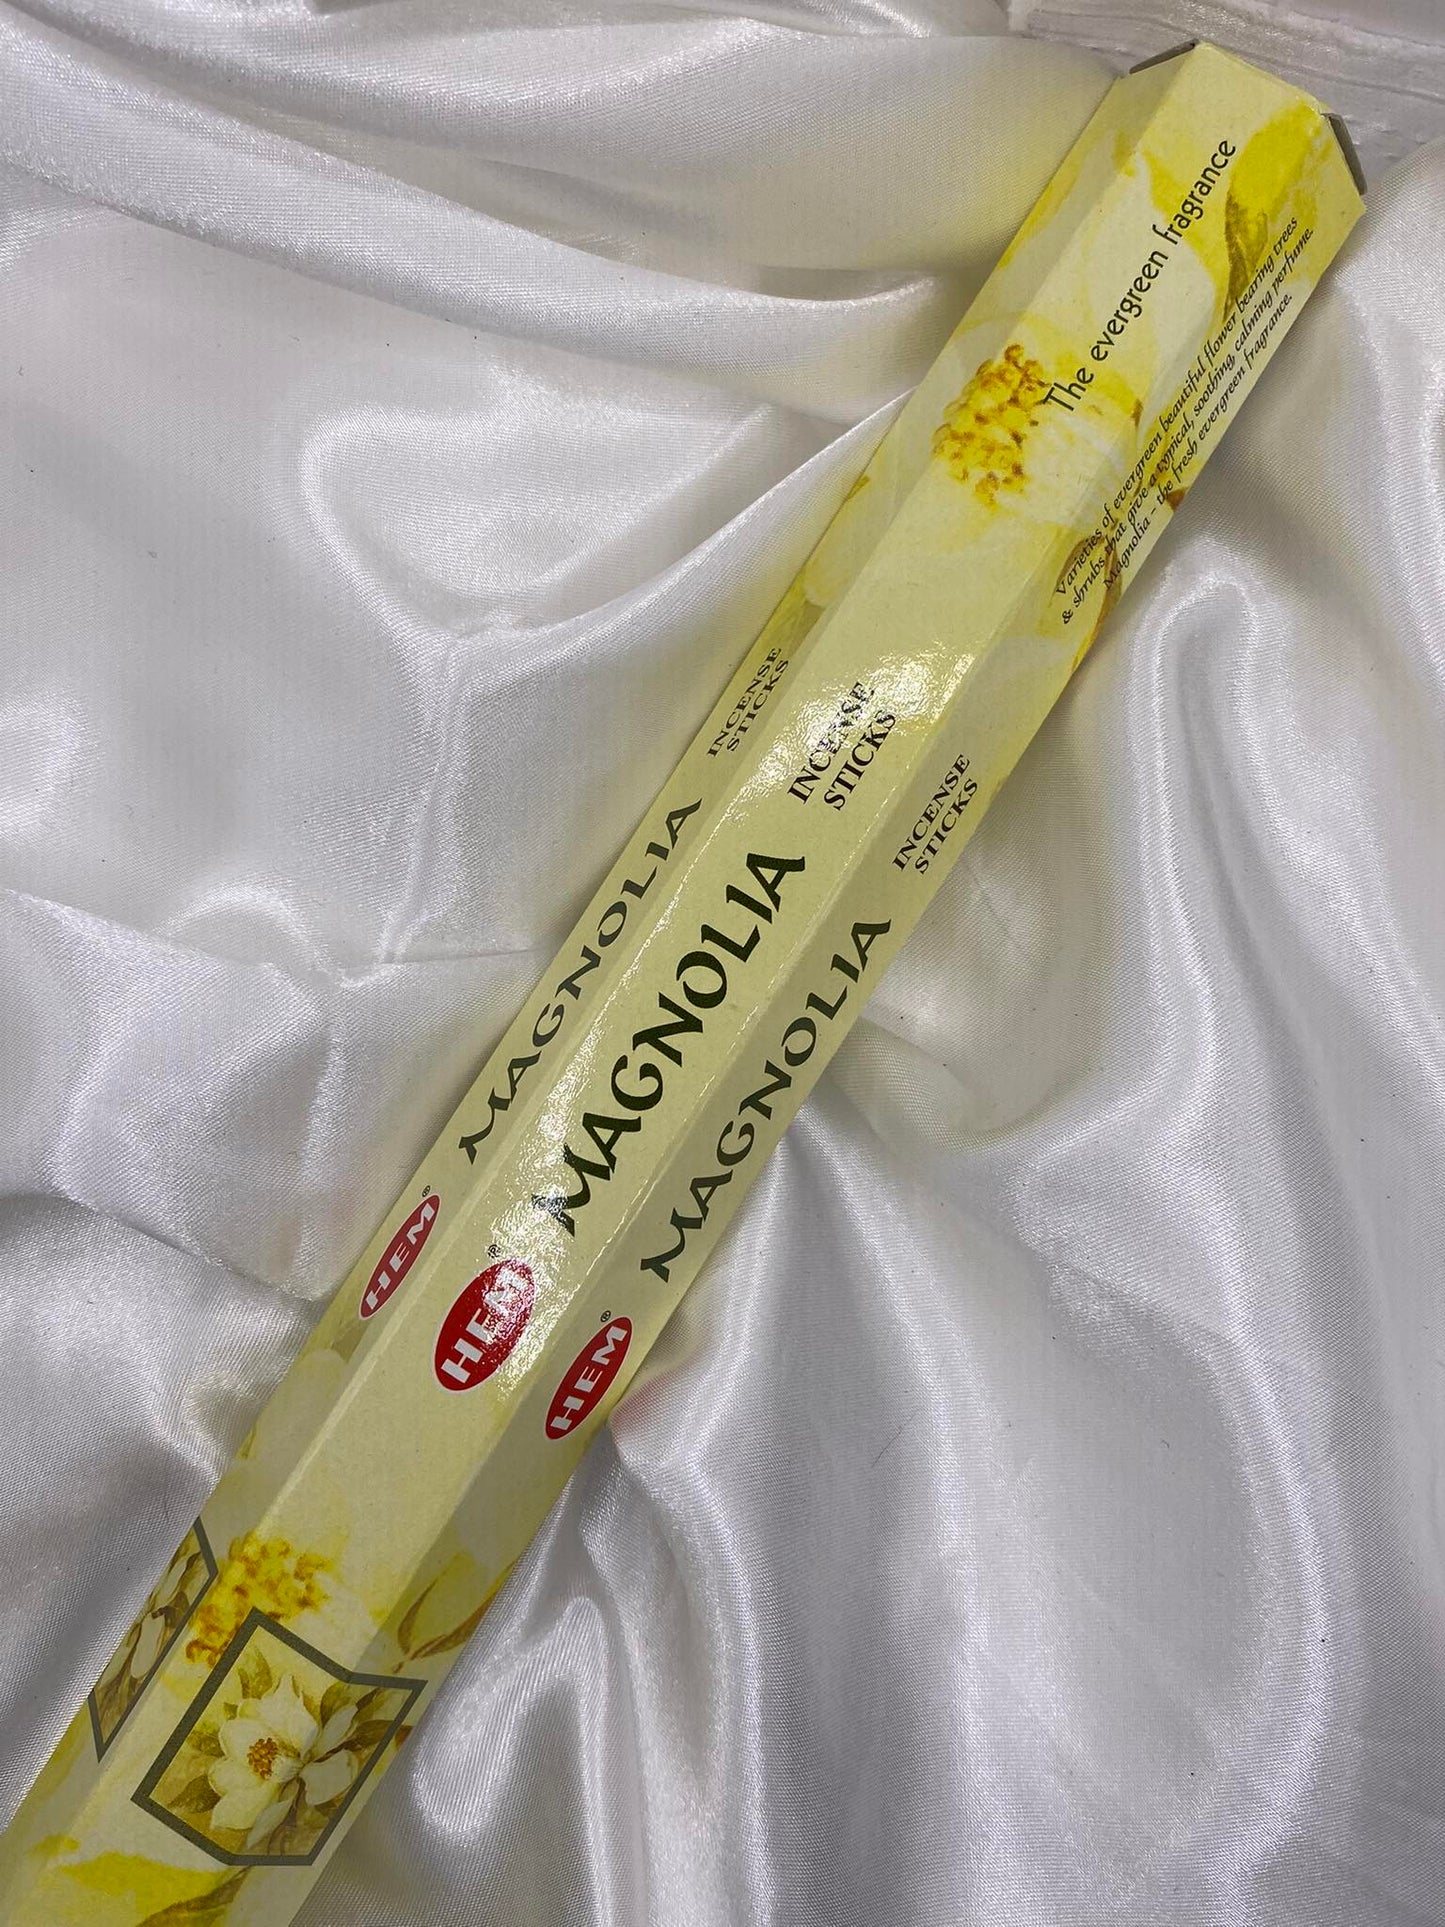 The evergreen fragrance
Varieties of evergreen beautiful flower bearing trees
& shrubs that give a typical, soothing, calming perfume.
Magnolia - the fresh evergreen fragrance.
HEM®
MAGNOLIA
INCENSE
STICKS
HEM®
MAGNOLIA
INCENSE
STICKS
HEM®
MAGNOLIA
INCENSE
STICKS